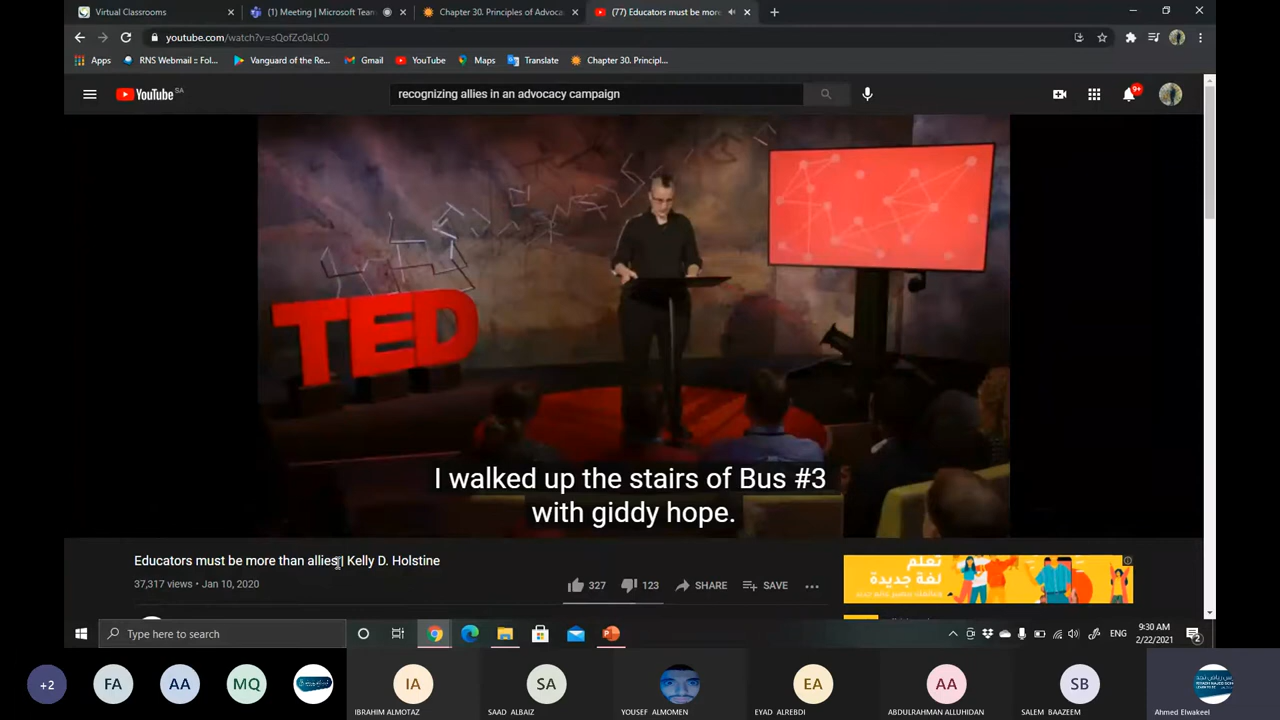 Virtual Classrooms
(1) Meeting | Microsoft Team
Chapter 30. Principles of Advoca
(77) Educators must be more
youtube.com/watch?v=sQofZc0aLC0
Apps
RNS Webmail :: Fol...
Vanguard of the Re...
Gmail
YouTube
Maps
Translate
Chapter 30. Principl...
YouTube SA
recognizing allies in an advocacy campaign
9+
TED
I walked up the stairs of Bus #3
with giddy hope.
Educators must be more than allies | Kelly D. Holstine
37,317 views • Jan 10, 2020
327
123
SHARE
SAVE
تعلم
لغة جديدة
Type here to search
ENG
9:30 AM
2/22/2021
2
+2
FA
AA
MQ
IA
IBRAHIM ALMOTAZ
SA
SAAD ALBAIZ
YOUSEF ALMOMEN
EA
EYAD ALREBDI
AA
ABDULRAHMAN ALLUHIDAN
SB
SALEM BAAZEEM
Ahmed Elwakeel